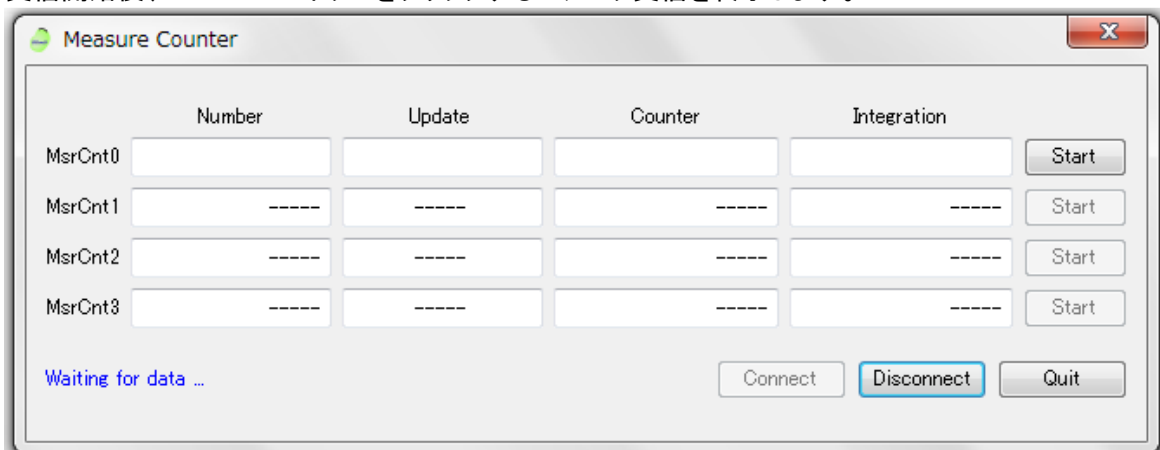 Measure Counter
Number Update Counter Integration
MsrCnt0 Start
MsrCnt1 ----- ----- ----- ----- Start
MsrCnt2 ----- ----- ----- ----- Start
MsrCnt3 ----- ----- ----- ----- Start
Waiting for data ... Connect Disconnect Quit